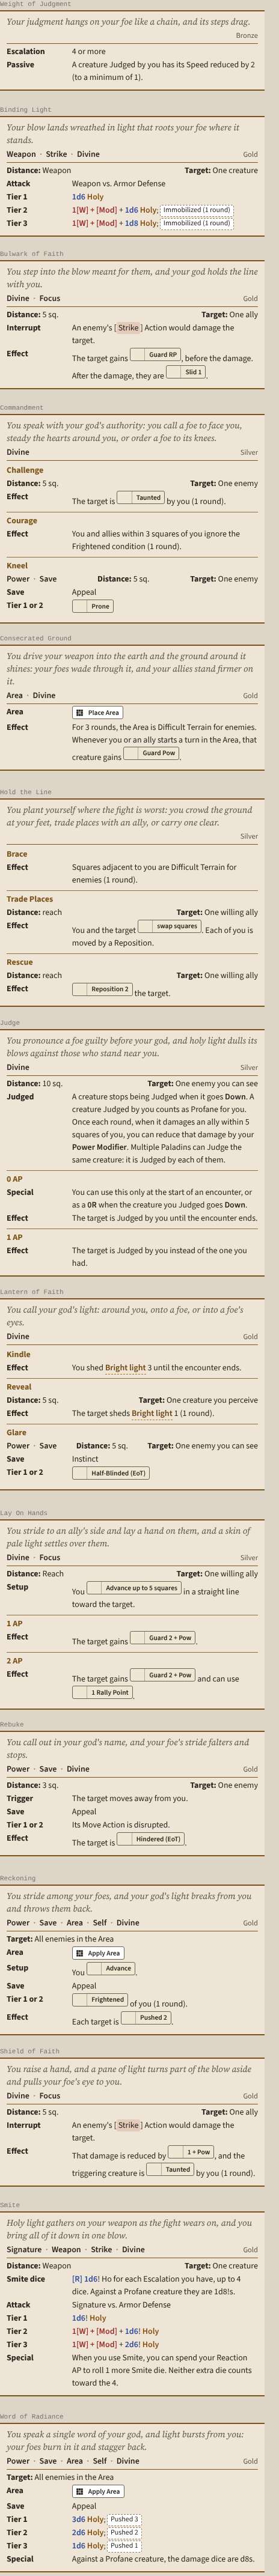 Weight of Judgment
Your judgment hangs on your foe like a chain, and its steps drag.
Bronze
Escalation 4 or more
Passive A creature Judged by you has its Speed reduced by 2
(to a minimum of 1).
Binding Light
Your blow lands wreathed in light that roots your foe where it
stands.
Weapon · Strike · Divine Gold
Distance: Weapon Target: One creature
Attack Weapon vs. Armor Defense
Tier 1 1d6 Holy
Tier 2 1[W] + [Mod] + 1d6 Holy; Immobilized (1 round)
Tier 3 1[W] + [Mod] + 1d8 Holy; Immobilized (1 round)
Bulwark of Faith
You step into the blow meant for them, and your god holds the line
with you.
Divine · Focus Gold
Distance: 5 sq. Target: One ally
Interrupt An enemy's [ Strike ] Action would damage the
target.
Effect The target gains Guard RP, before the damage.
After the damage, they are Slid 1.
Commandment
You speak with your god's authority: you call a foe to face you,
steady the hearts around you, or order a foe to its knees.
Divine Silver
Challenge
Distance: 5 sq. Target: One enemy
Effect The target is Taunted by you (1 round).
Courage
Effect You and allies within 3 squares of you ignore the
Frightened condition (1 round).
Kneel
Power · Save Distance: 5 sq. Target: One enemy
Save Appeal
Tier 1 or 2 Prone
Consecrated Ground
You drive your weapon into the earth and the ground around it
shines: your foes wade through it, and your allies stand firmer on
it.
Area · Divine Gold
Area Place Area
Effect For 3 rounds, the Area is Difficult Terrain for enemies.
Whenever you or an ally starts a turn in the Area, that
creature gains Guard Pow.
Hold the Line
You plant yourself where the fight is worst: you crowd the ground
at your feet, trade places with an ally, or carry one clear.
Silver
Brace
Effect Squares adjacent to you are Difficult Terrain for
enemies (1 round).
Trade Places
Distance: reach Target: One willing ally
Effect You and the target swap squares. Each of you is
moved by a Reposition.
Rescue
Distance: reach Target: One willing ally
Effect Reposition 2 the target.
Judge
You pronounce a foe guilty before your god, and holy light dulls its
blows against those who stand near you.
Divine Silver
Distance: 10 sq. Target: One enemy you can see
Judged A creature stops being Judged when it goes Down. A
creature Judged by you counts as Profane for you.
Once each round, when it damages an ally within 5
squares of you, you can reduce that damage by your
Power Modifier. Multiple Paladins can Judge the
same creature: it is Judged by each of them.
0 AP
Special You can use this only at the start of an encounter, or
as a 0R when the creature you Judged goes Down.
Effect The target is Judged by you until the encounter ends.
1 AP
Effect The target is Judged by you instead of the one you
had.
Lantern of Faith
You call your god's light: around you, onto a foe, or into a foe's
eyes.
Divine Gold
Kindle
Effect You shed Bright light 3 until the encounter ends.
Reveal
Distance: 5 sq. Target: One creature you perceive
Effect The target sheds Bright light 1 (1 round).
Glare
Power · Save Distance: 5 sq. Target: One enemy you can see
Save Instinct
Tier 1 or 2 Half-Blinded (EoT)
Lay On Hands
You stride to an ally's side and lay a hand on them, and a skin of
pale light settles over them.
Divine · Focus Silver
Distance: Reach Target: One willing ally
Setup You Advance up to 5 squares in a straight line
toward the target.
1 AP
Effect The target gains Guard 2 + Pow.
2 AP
Effect The target gains Guard 2 + Pow and can use
1 Rally Point.
Rebuke
You call out in your god's name, and your foe's stride falters and
stops.
Power · Save · Divine Gold
Distance: 3 sq. Target: One enemy
Trigger The target moves away from you.
Save Appeal
Tier 1 or 2 Its Move Action is disrupted.
Effect The target is Hindered (EoT).
Reckoning
You stride among your foes, and your god's light breaks from you
and throws them back.
Power · Save · Area · Self · Divine Gold
Target: All enemies in the Area
Area Apply Area
Setup You Advance.
Save Appeal
Tier 1 or 2 Frightened of you (1 round).
Effect Each target is Pushed 2.
Shield of Faith
You raise a hand, and a pane of light turns part of the blow aside
and pulls your foe's eye to you.
Divine · Focus Gold
Distance: 5 sq. Target: One ally
Interrupt An enemy's [ Strike ] Action would damage the
target.
Effect That damage is reduced by 1 + Pow, and the
triggering creature is Taunted by you (1 round).
Smite
Holy light gathers on your weapon as the fight wears on, and you
bring all of it down in one blow.
Signature · Weapon · Strike · Divine Gold
Distance: Weapon Target: One creature
Smite dice [R] 1d6! Ho for each Escalation you have, up to 4
dice. Against a Profane creature they are 1d8!s.
Attack Signature vs. Armor Defense
Tier 1 1d6! Holy
Tier 2 1[W] + [Mod] + 1d6! Holy
Tier 3 1[W] + [Mod] + 2d6! Holy
Special When you use Smite, you can spend your Reaction
AP to roll 1 more Smite die. Neither extra die counts
toward the 4.
Word of Radiance
You speak a single word of your god, and light bursts from you:
your foes burn in it and stagger back.
Power · Save · Area · Self · Divine Gold
Target: All enemies in the Area
Area Apply Area
Save Appeal
Tier 1 3d6 Holy; Pushed 3
Tier 2 2d6 Holy; Pushed 2
Tier 3 1d6 Holy; Pushed 1
Special Against a Profane creature, the damage dice are d8s.